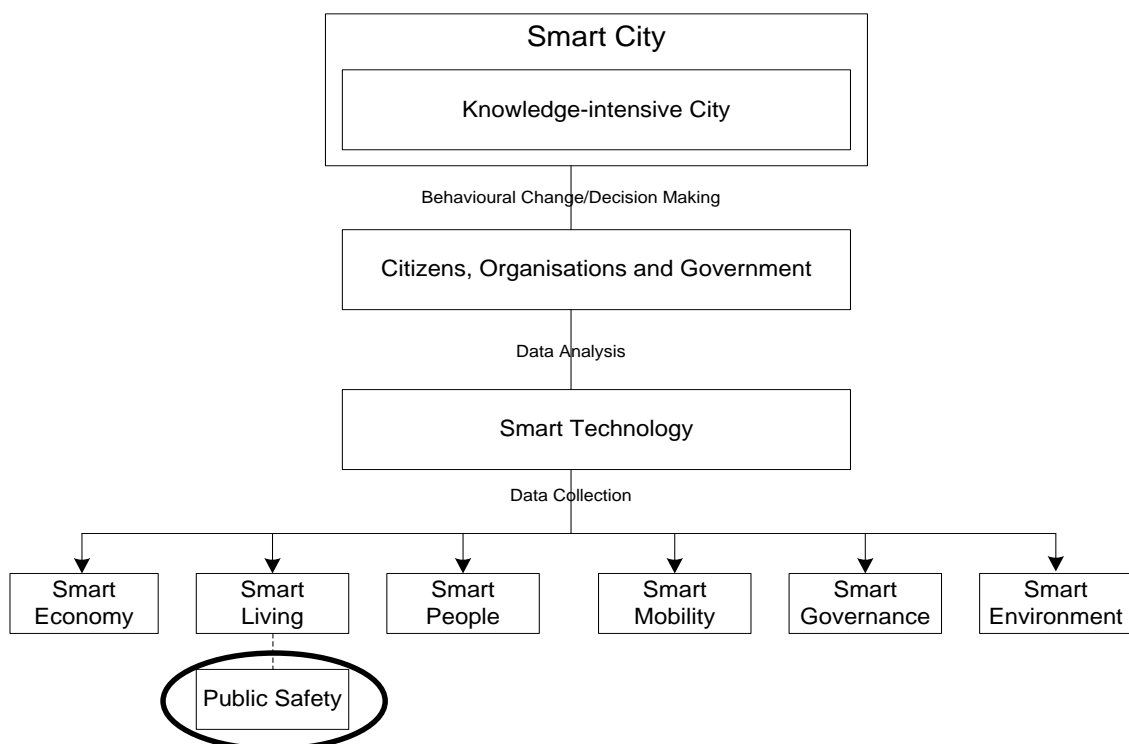 Smart City
Knowledge-intensive City
Behavioural Change/Decision Making
Citizens, Organisations and Government
Data Analysis
Smart Technology
Data Collection
Smart
Economy
Smart
Living
Smart
People
Smart
Mobility
Smart
Governance
Smart
Environment
Public Safety